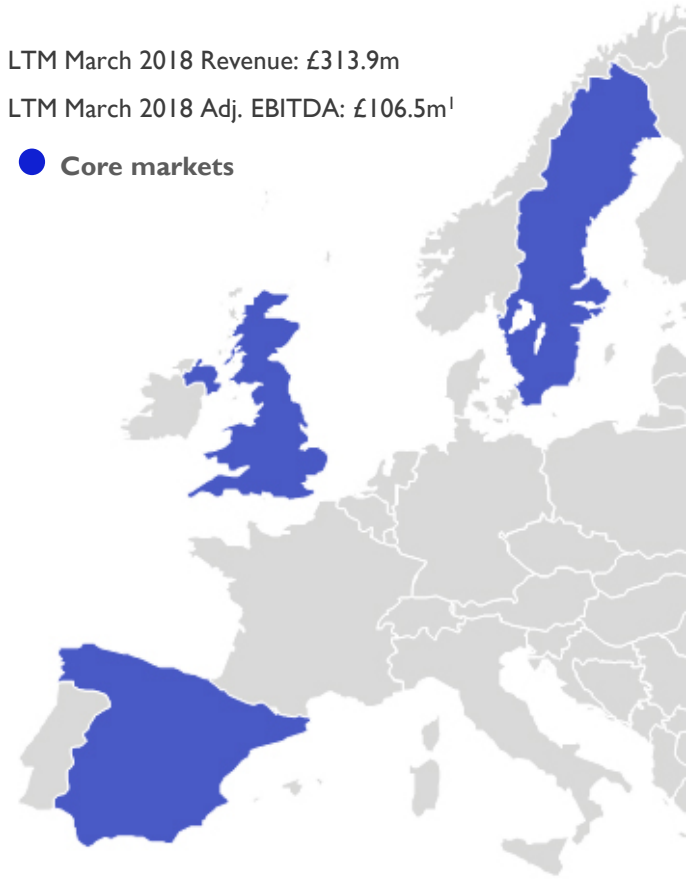 LTM March 2018 Revenue: £313.9m
LTM March 2018 Adj. EBITDA: £106.5m¹
Core markets